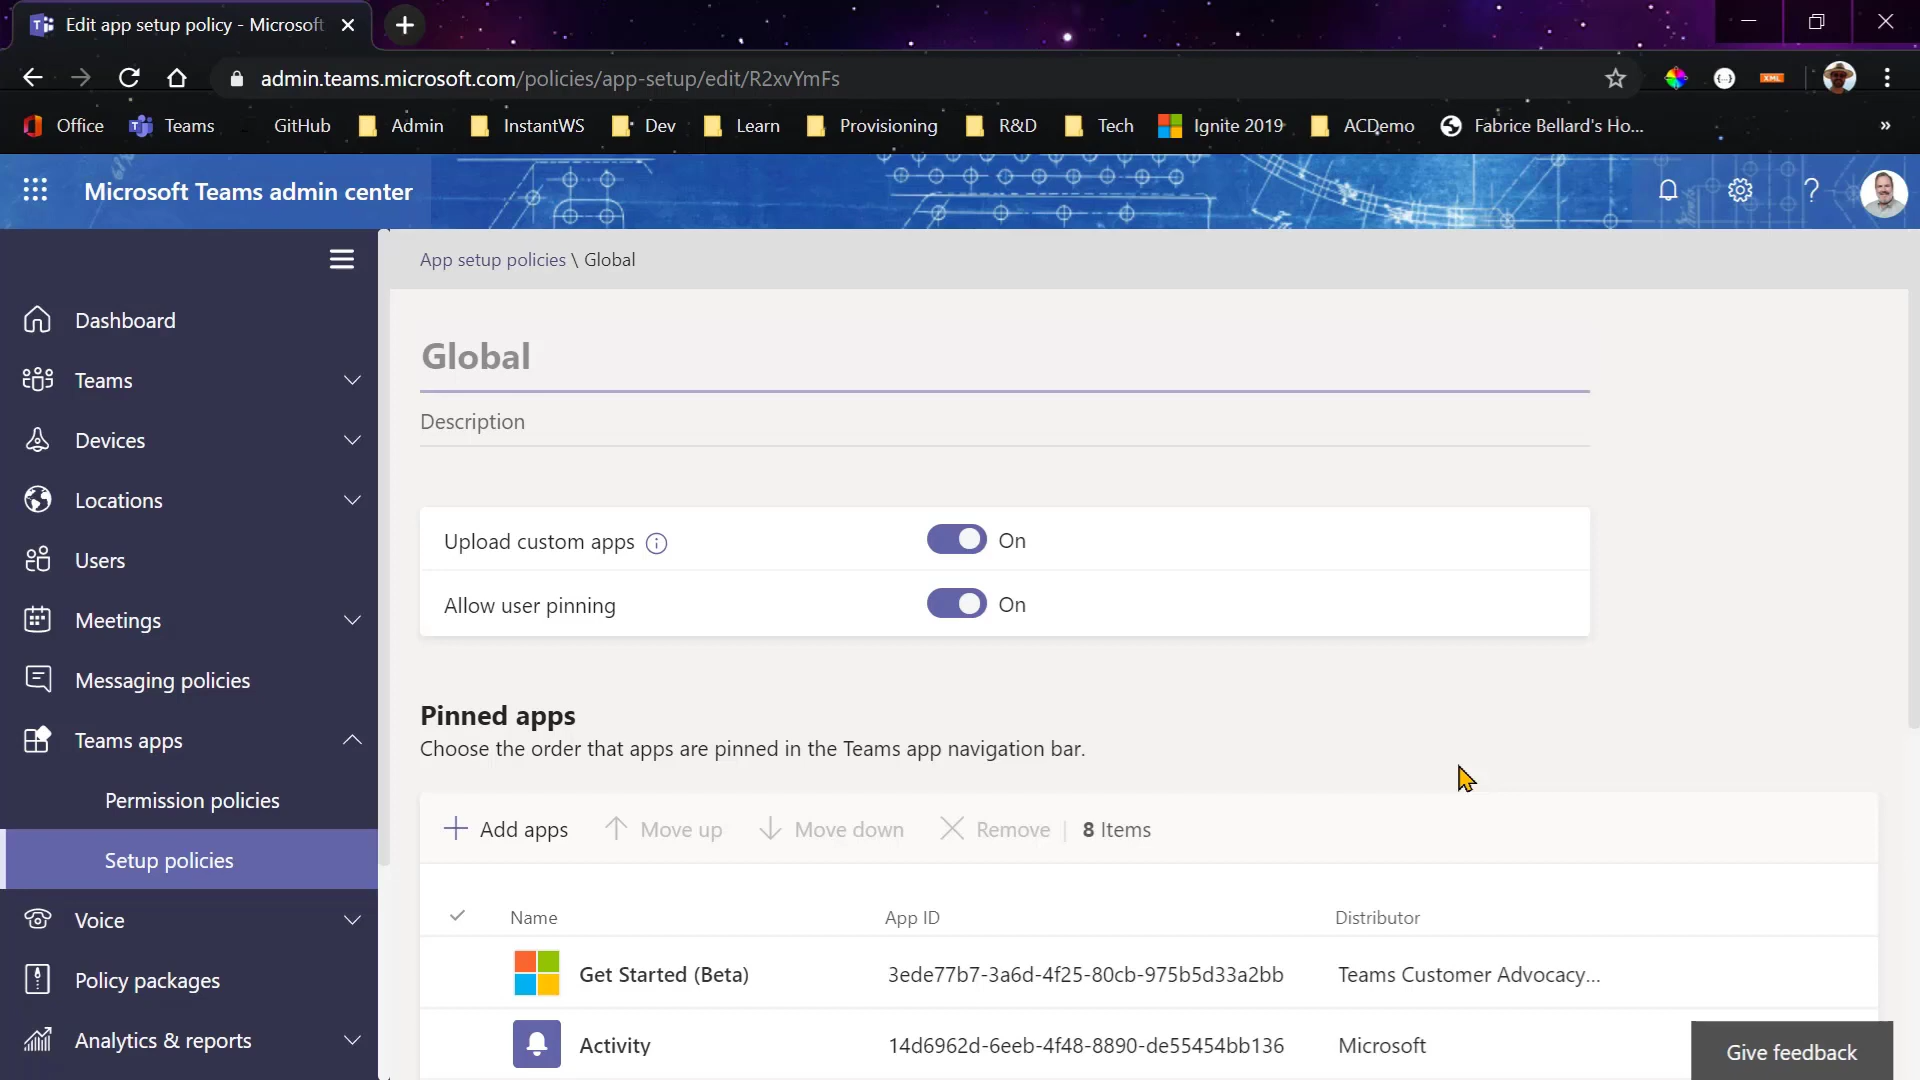 Edit app setup policy - Microsoft
admin.teams.microsoft.com/policies/app-setup/edit/R2xvYmFs
XML
Office
Teams
GitHub
Admin
InstantWS
Dev
Learn
Provisioning
R&D
Tech
Ignite 2019
ACDemo
Fabrice Bellard's Ho...
»
Microsoft Teams admin center
?
App setup policies \ Global
Dashboard
Teams
Devices
Locations
Users
Meetings
Messaging policies
Teams apps
Permission policies
Setup policies
Voice
Policy packages
Analytics & reports
Global
Description
Upload custom apps
On
Allow user pinning
On
Pinned apps
Choose the order that apps are pinned in the Teams app navigation bar.
Add apps
Move up
Move down
Remove
8 Items
Name
App ID
Distributor
Get Started (Beta)
3ede77b7-3a6d-4f25-80cb-975b5d33a2bb
Teams Customer Advocacy...
Activity
14d6962d-6eeb-4f48-8890-de55454bb136
Microsoft
Give feedback